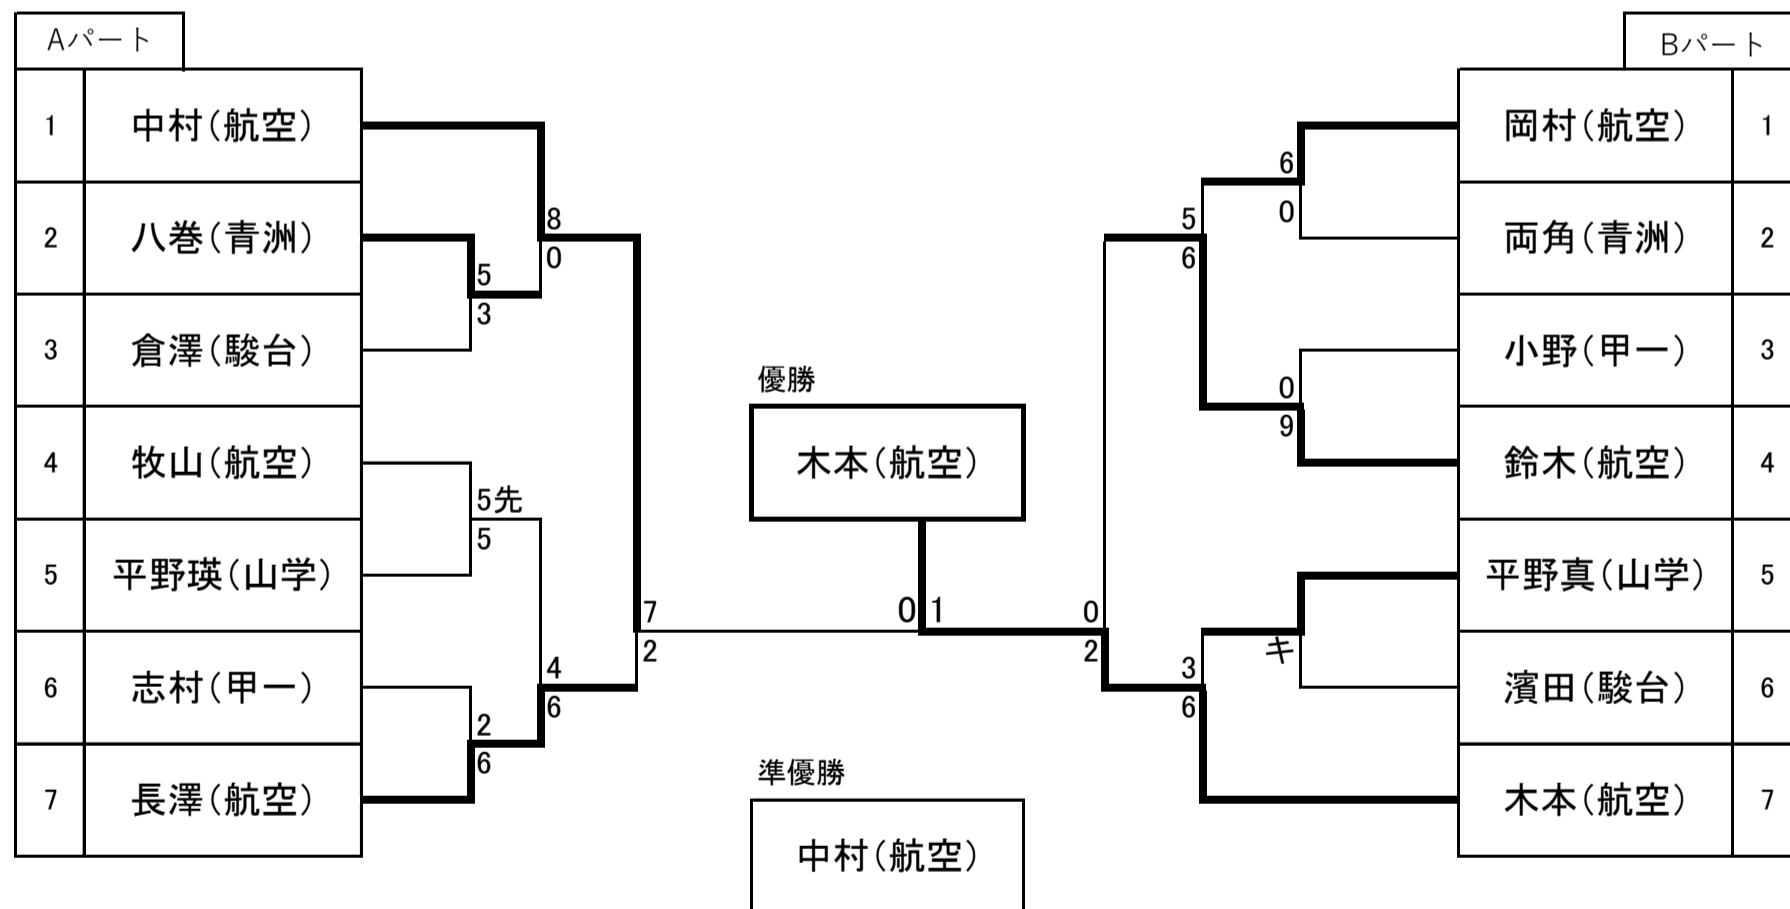 Aパート
1 中村(航空)
2 八巻(青洲)
3 倉澤(駿台)
4 牧山(航空)
5 平野瑛(山学)
6 志村(甲一)
7 長澤(航空)
8
0
5
3
5先
5
4
6
2
6
7
2
優勝
木本(航空)
0 1
準優勝
中村(航空)
Bパート
岡村(航空) 1
両角(青洲) 2
小野(甲一) 3
鈴木(航空) 4
平野真(山学) 5
濱田(駿台) 6
木本(航空) 7
6
0
5
6
0
9
キ
0
2
3
6